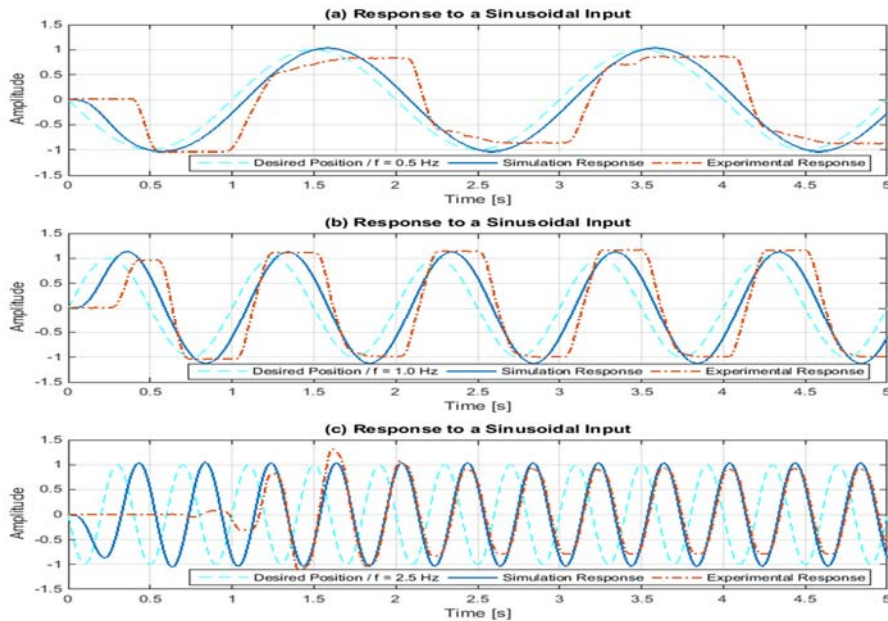 (a) Response to a Sinusoidal Input
1.5
1
0.5
0
-0.5
-1
-1.5
Amplitude
Desired Position / f = 0.5 Hz Simulation Response Experimental Response
0 0.5 1 1.5 2 2.5 3 3.5 4 4.5 5
Time [s]
(b) Response to a Sinusoidal Input
1.5
1
0.5
0
-0.5
-1
-1.5
Amplitude
Desired Position / f = 1.0 Hz Simulation Response Experimental Response
0 0.5 1 1.5 2 2.5 3 3.5 4 4.5 5
Time [s]
(c) Response to a Sinusoidal Input
1.5
1
0.5
0
-0.5
-1
-1.5
Amplitude
Desired Position / f = 2.5 Hz Simulation Response Experimental Response
0 0.5 1 1.5 2 2.5 3 3.5 4 4.5 5
Time [s]